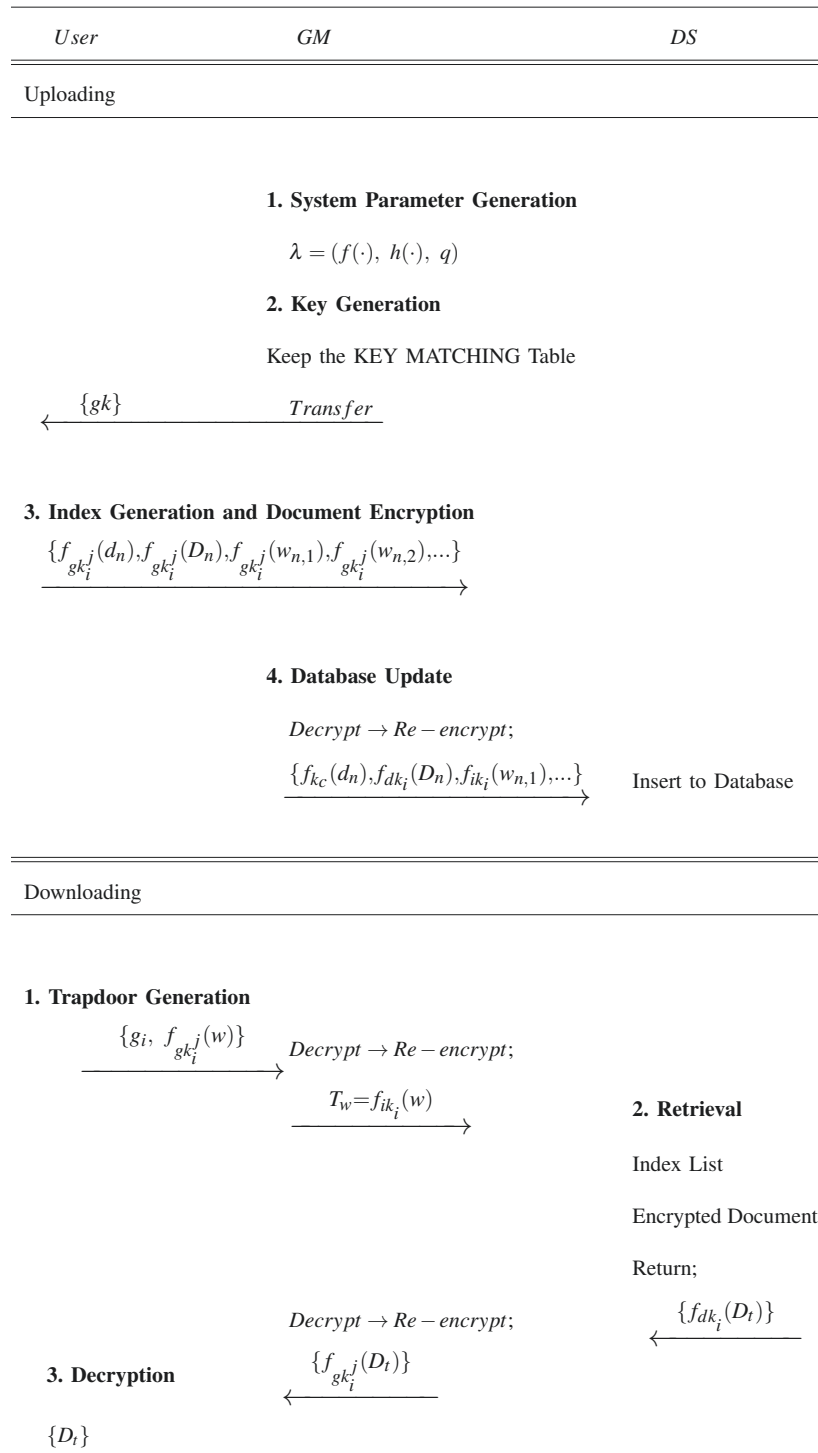 User GM DS
Uploading
1. System Parameter Generation
λ = (f(·), h(·), q)
2. Key Generation
Keep the KEY MATCHING Table
{gk} Transfer
3. Index Generation and Document Encryption
{f_{gk_i^j}(d_n),f_{gk_i^j}(D_n),f_{gk_i^j}(w_{n,1}),f_{gk_i^j}(w_{n,2}),...}
4. Database Update
Decrypt → Re−encrypt;
{f_{k_c}(d_n),f_{dk_i}(D_n),f_{ik_i}(w_{n,1}),...} Insert to Database
Downloading
1. Trapdoor Generation
{g_i, f_{gk_i^j}(w)} Decrypt → Re−encrypt;
T_w=f_{ik_i}(w) 2. Retrieval
Index List
Encrypted Document
Return;
Decrypt → Re−encrypt; {f_{dk_i}(D_t)}
3. Decryption {f_{gk_i^j}(D_t)}
{D_t}